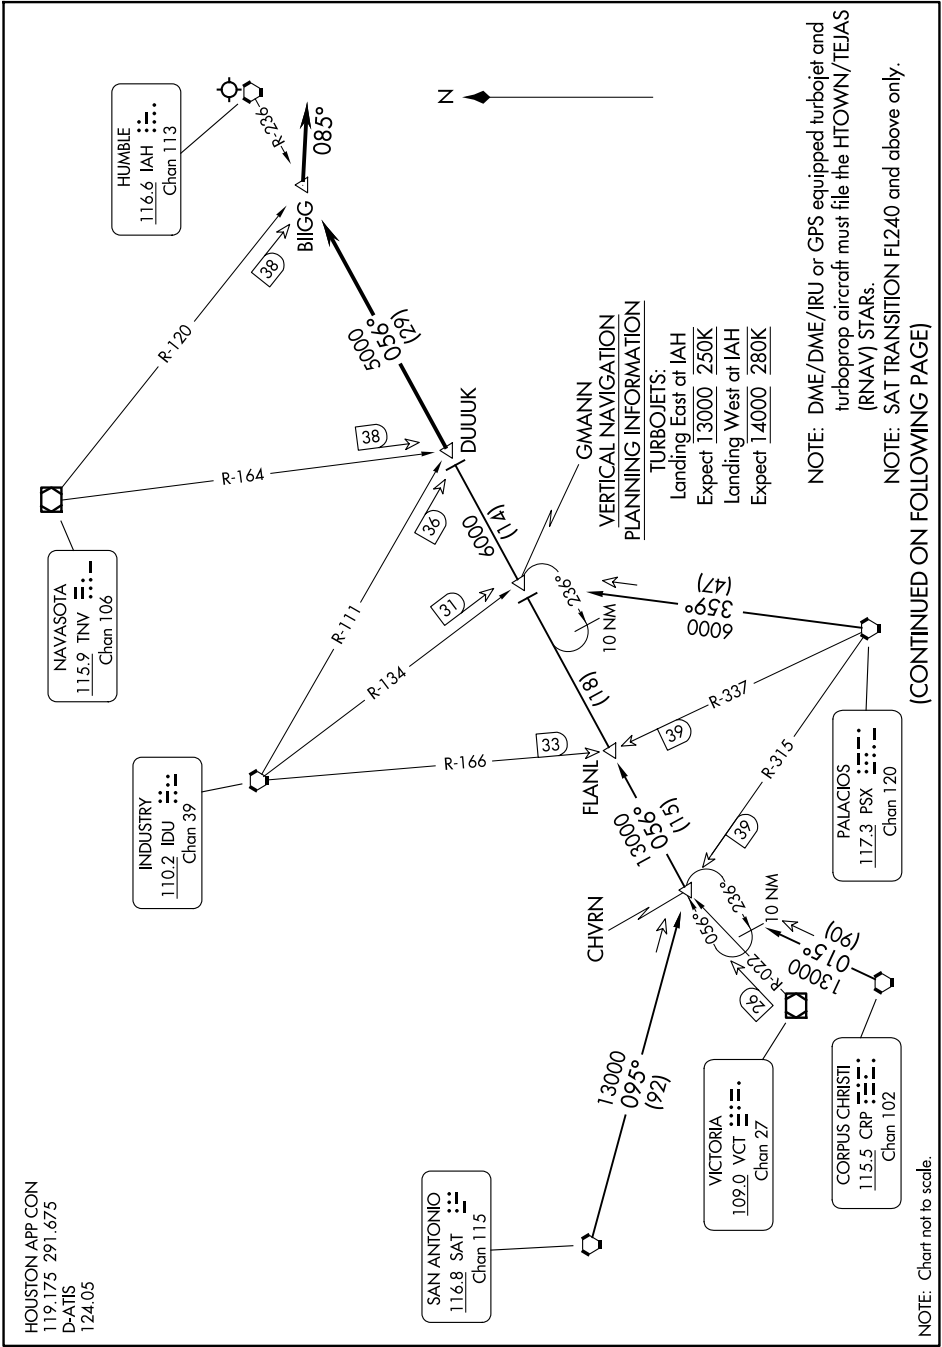 HOUSTON APP CON
119.175 291.675
D-ATIS
124.05
SAN ANTONIO
116.8 SAT
Chan 115
VICTORIA
109.0 VCT
Chan 27
CORPUS CHRISTI
115.5 CRP
Chan 102
INDUSTRY
110.2 IDU
Chan 39
NAVASOTA
115.9 TNV
Chan 106
HUMBLE
116.6 IAH
Chan 113
PALACIOS
117.3 PSX
Chan 120
13000
095°
(92)
13000
015°
(90)
R-022
26
056°
236°
10 NM
CHVRN
R-315
39
13000
056°
(15)
FLANL
R-166
33
R-337
39
(18)
R-134
31
R-111
36
236°
10 NM
6000
359°
(47)
GMANN
6000
(14)
DUUUK
R-164
38
5000
056°
(29)
R-120
38
BIIGG
R-236
085°
N
VERTICAL NAVIGATION
PLANNING INFORMATION
TURBOJETS:
Landing East at IAH
Expect 13000 250K
Landing West at IAH
Expect 14000 280K
NOTE: DME/DME/IRU or GPS equipped turbojet and
turboprop aircraft must file the HTOWN/TEJAS
(RNAV) STARs.
NOTE: SAT TRANSITION FL240 and above only.
(CONTINUED ON FOLLOWING PAGE)
NOTE: Chart not to scale.